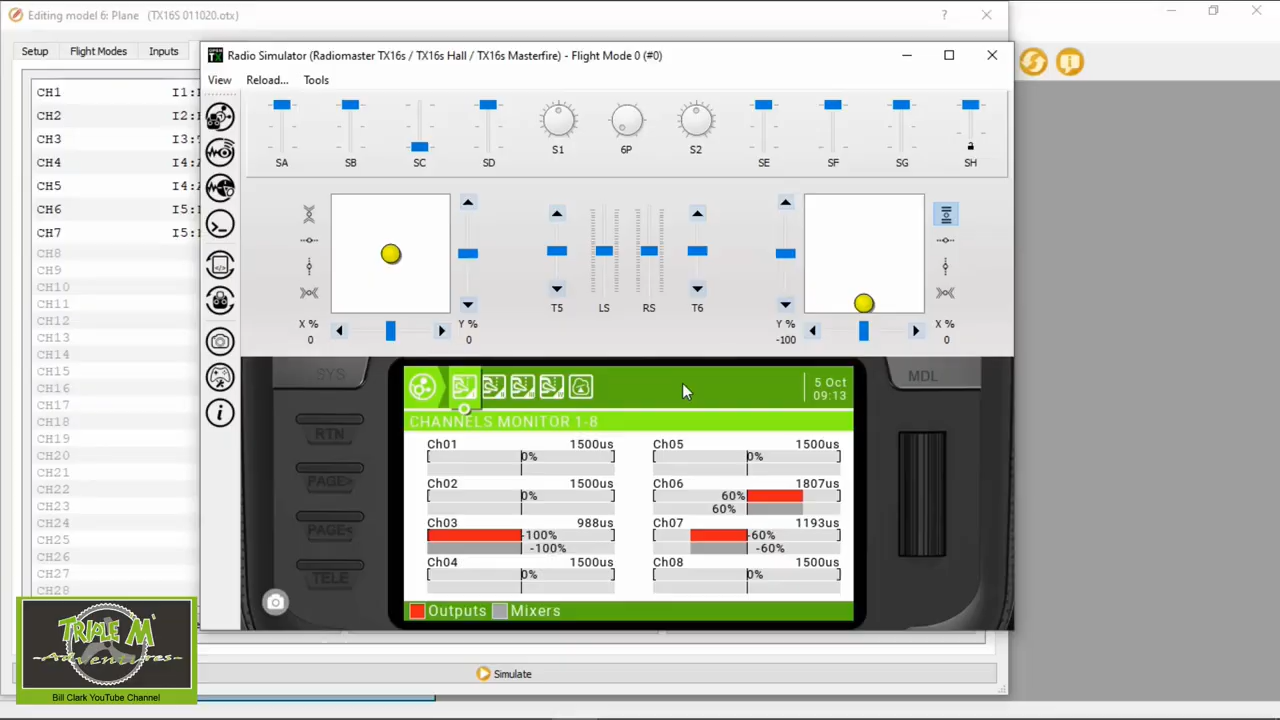 Editing model 6: Plane (TX16S 011020.otx)
?
Setup Flight Modes Inputs
Radio Simulator (Radiomaster TX16s / TX16s Hall / TX16s Masterfire) - Flight Mode 0 (#0)
View Reload... Tools
SA SB SC SD S1 6P S2 SE SF SG SH
T5 LS RS T6
X % Y % Y % X %
0 0 -100 0
CH1 I1:
CH2 I2:
CH3 I3:
CH4 I4:
CH5 I4:
CH6 I5:
CH7 I5:
CH8
CH9
CH10
CH11
CH12
CH13
CH14
CH15
CH16
CH17
CH18
CH19
CH20
CH21
CH22
CH23
CH24
CH25
CH26
CH27
CH28
SYS
RTN
PAGE>
PAGE<
TELE
MDL
5 Oct
09:13
CHANNELS MONITOR 1-8
Ch01 1500us
0%
Ch02 1500us
0%
Ch03 988us
-100%
-100%
Ch04 1500us
0%
Ch05 1500us
0%
Ch06 1807us
60%
60%
Ch07 1193us
-60%
-60%
Ch08 1500us
0%
Outputs Mixers
Simulate
TRIPLE M
-Adventures-
Bill Clark YouTube Channel